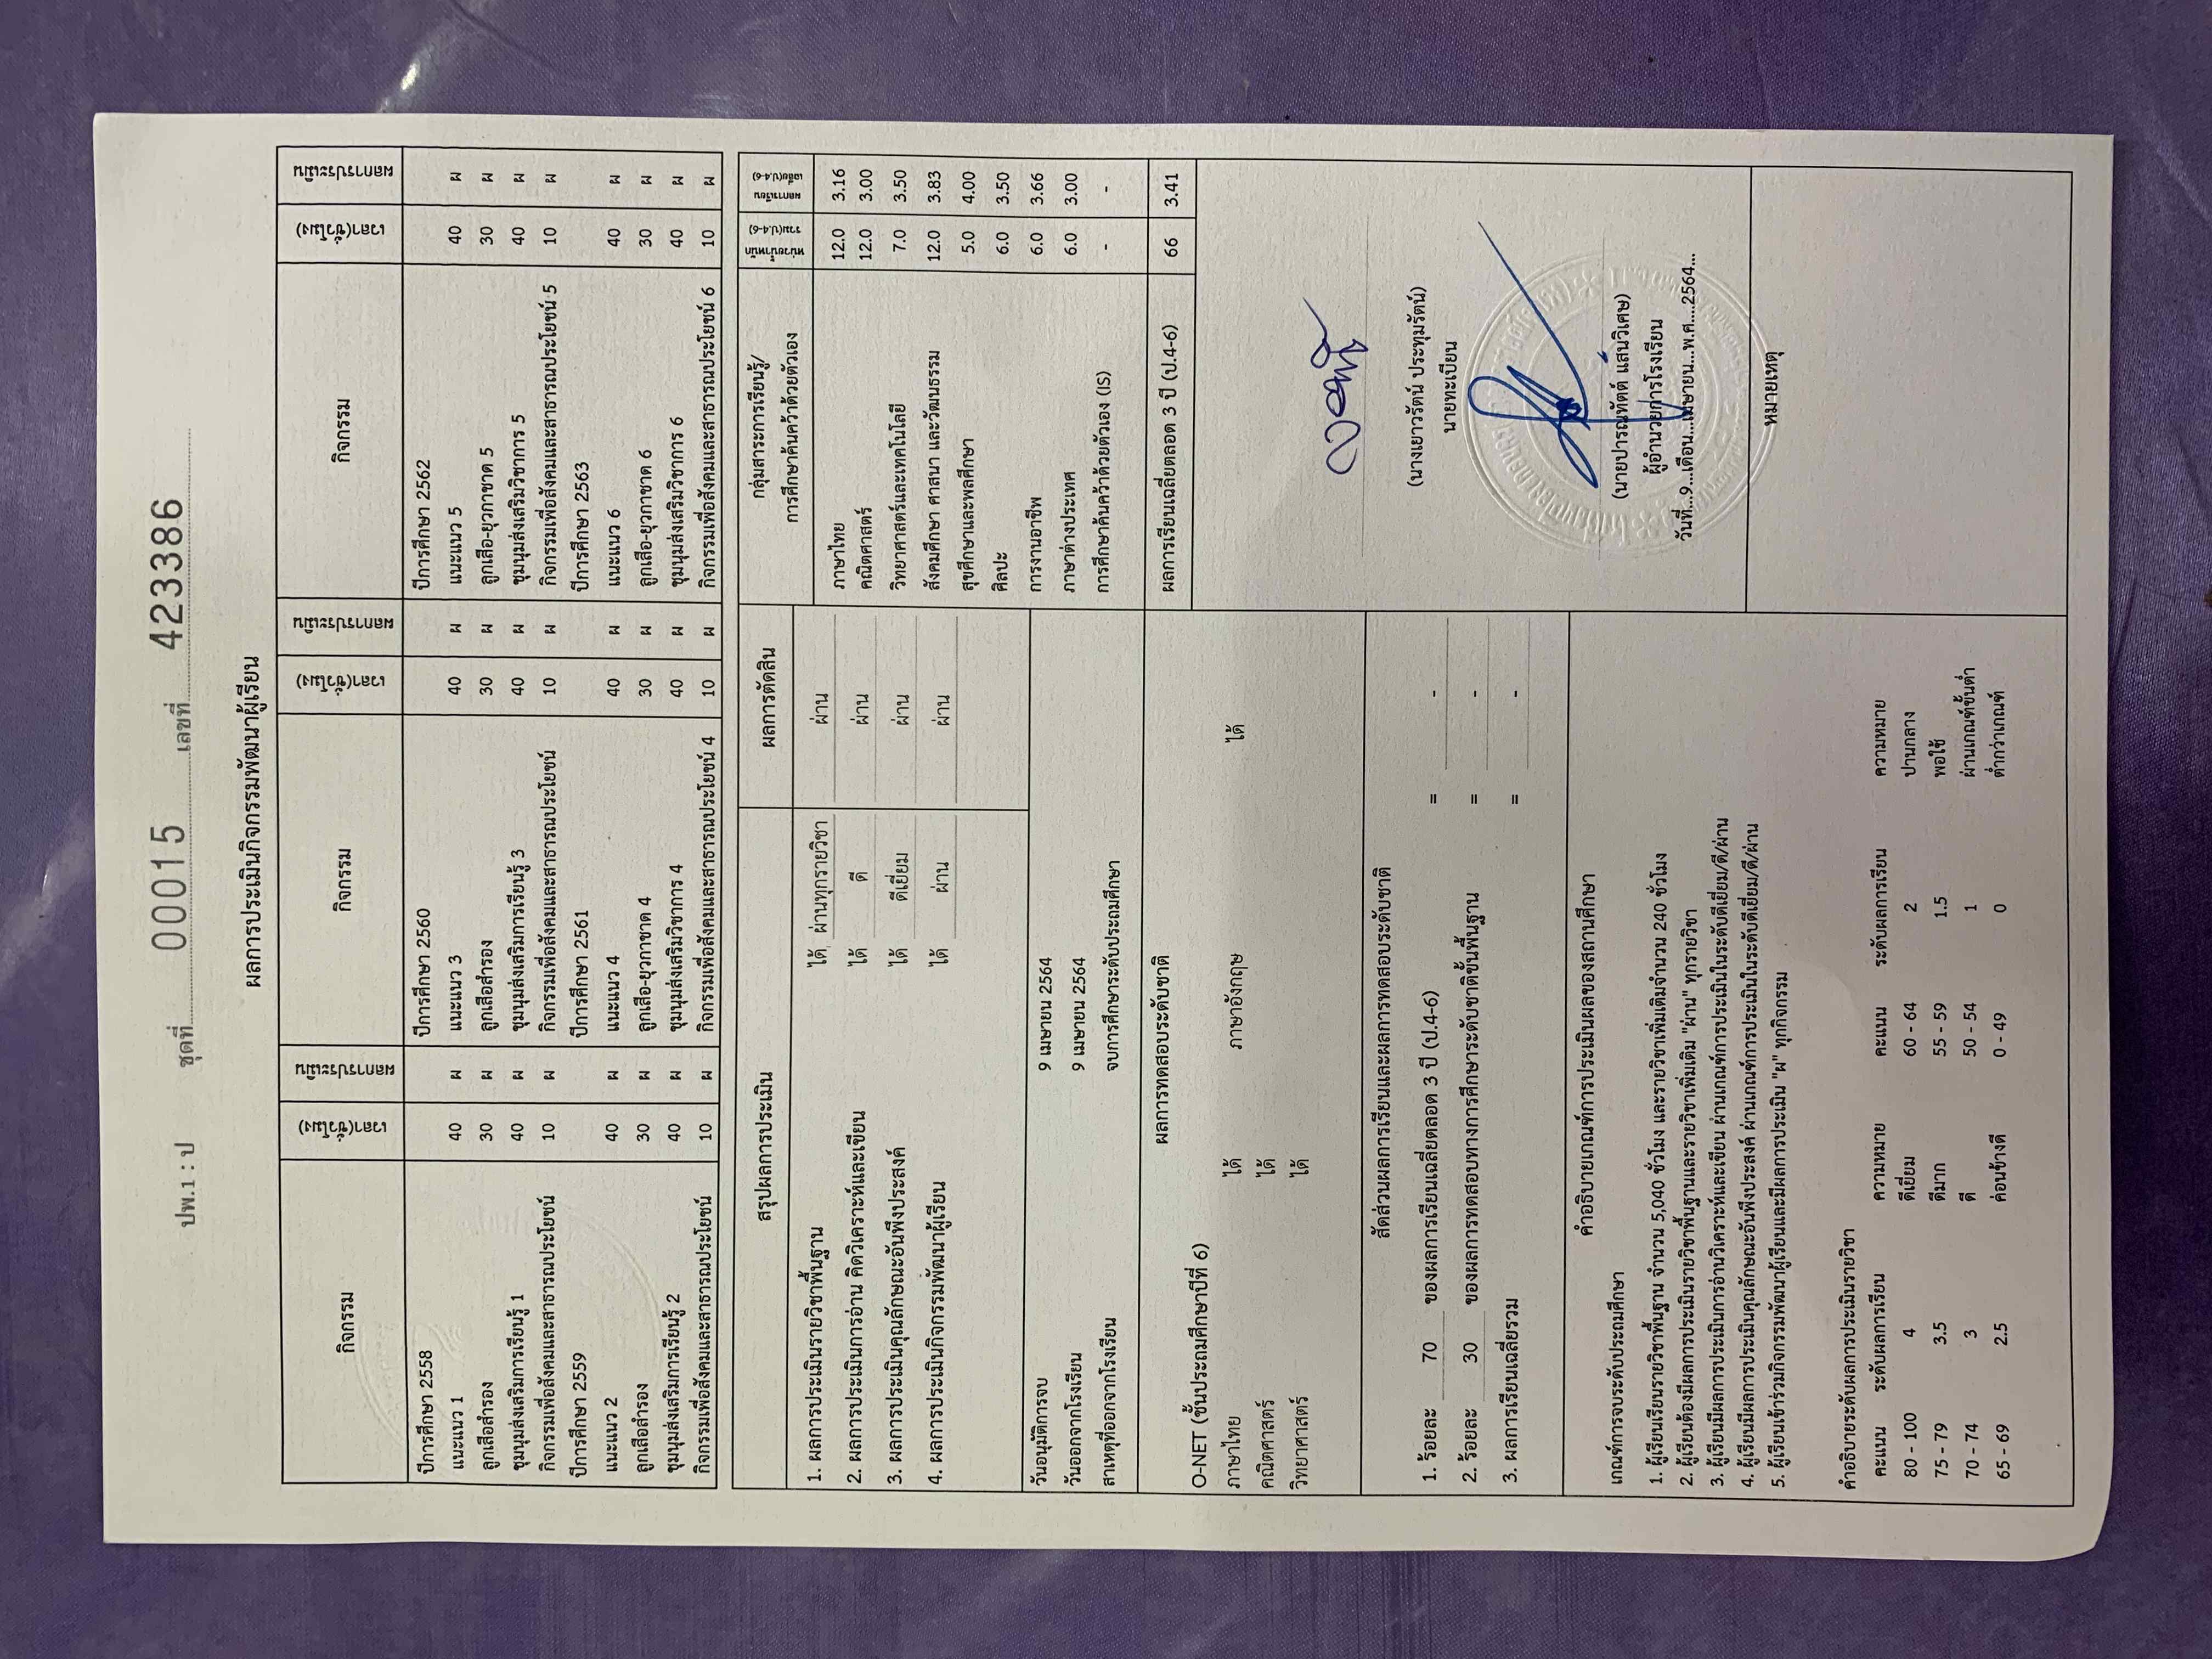 ปพ.1 : ป ชุดที่ 00015 เลขที่ 423386
ผลการประเมินกิจกรรมพัฒนาผู้เรียน
กิจกรรม เวลา(ชั่วโมง) ผลการประเมิน กิจกรรม เวลา(ชั่วโมง) ผลการประเมิน กิจกรรม เวลา(ชั่วโมง) ผลการประเมิน
ปีการศึกษา 2558 ปีการศึกษา 2560 ปีการศึกษา 2562
แนะแนว 1 40 ผ แนะแนว 3 40 ผ แนะแนว 5 40 ผ
ลูกเสือสำรอง 30 ผ ลูกเสือสำรอง 30 ผ ลูกเสือ-ยุวกาชาด 5 30 ผ
ชุมนุมส่งเสริมการเรียนรู้ 1 40 ผ ชุมนุมส่งเสริมการเรียนรู้ 3 40 ผ ชุมนุมส่งเสริมวิชาการ 5 40 ผ
กิจกรรมเพื่อสังคมและสาธารณประโยชน์ 10 ผ กิจกรรมเพื่อสังคมและสาธารณประโยชน์ 10 ผ กิจกรรมเพื่อสังคมและสาธารณประโยชน์ 5 10 ผ
ปีการศึกษา 2559 ปีการศึกษา 2561 ปีการศึกษา 2563
แนะแนว 2 40 ผ แนะแนว 4 40 ผ แนะแนว 6 40 ผ
ลูกเสือสำรอง 30 ผ ลูกเสือ-ยุวกาชาด 4 30 ผ ลูกเสือ-ยุวกาชาด 6 30 ผ
ชุมนุมส่งเสริมการเรียนรู้ 2 40 ผ ชุมนุมส่งเสริมวิชาการ 4 40 ผ ชุมนุมส่งเสริมวิชาการ 6 40 ผ
กิจกรรมเพื่อสังคมและสาธารณประโยชน์ 10 ผ กิจกรรมเพื่อสังคมและสาธารณประโยชน์ 4 10 ผ กิจกรรมเพื่อสังคมและสาธารณประโยชน์ 6 10 ผ
สรุปผลการประเมิน ผลการตัดสิน
1. ผลการประเมินรายวิชาพื้นฐาน ได้ ผ่านทุกรายวิชา ผ่าน
2. ผลการประเมินการอ่าน คิดวิเคราะห์และเขียน ได้ ดี ผ่าน
3. ผลการประเมินคุณลักษณะอันพึงประสงค์ ได้ ดีเยี่ยม ผ่าน
4. ผลการประเมินกิจกรรมพัฒนาผู้เรียน ได้ ผ่าน ผ่าน
วันอนุมัติการจบ 9 เมษายน 2564
วันออกจากโรงเรียน 9 เมษายน 2564
สาเหตุที่ออกจากโรงเรียน จบการศึกษาระดับประถมศึกษา
ผลการทดสอบระดับชาติ
O-NET (ชั้นประถมศึกษาปีที่ 6)
ภาษาไทย ได้ ภาษาอังกฤษ ได้
คณิตศาสตร์ ได้
วิทยาศาสตร์ ได้
สัดส่วนผลการเรียนและผลการทดสอบระดับชาติ
1. ร้อยละ 70 ของผลการเรียนเฉลี่ยตลอด 3 ปี (ป.4-6) = -
2. ร้อยละ 30 ของผลการทดสอบทางการศึกษาระดับชาติขั้นพื้นฐาน = -
3. ผลการเรียนเฉลี่ยรวม = -
กลุ่มสาระการเรียนรู้/ หน่วยน้ำหนัก ผลการเรียน
การศึกษาค้นคว้าด้วยตัวเอง รวม(ป.4-6) เฉลี่ย(ป.4-6)
ภาษาไทย 12.0 3.16
คณิตศาสตร์ 12.0 3.00
วิทยาศาสตร์และเทคโนโลยี 7.0 3.50
สังคมศึกษา ศาสนา และวัฒนธรรม 12.0 3.83
สุขศึกษาและพลศึกษา 5.0 4.00
ศิลปะ 6.0 3.50
การงานอาชีพ 6.0 3.66
ภาษาต่างประเทศ 6.0 3.00
การศึกษาค้นคว้าด้วยตัวเอง (IS) - -
ผลการเรียนเฉลี่ยตลอด 3 ปี (ป.4-6) 66 3.41
(นางเยาวรัตน์ ประทุมรัตน์)
นายทะเบียน
(นายปารณทัตต์ แสนวิเศษ)
ผู้อำนวยการโรงเรียน
วันที่...9...เดือน...เมษายน...พ.ศ....2564...
หมายเหตุ
คำอธิบายเกณฑ์การประเมินผลของสถานศึกษา
เกณฑ์การจบระดับประถมศึกษา
1. ผู้เรียนเรียนรายวิชาพื้นฐาน จำนวน 5,040 ชั่วโมง และรายวิชาเพิ่มเติมจำนวน 240 ชั่วโมง
2. ผู้เรียนต้องมีผลการประเมินรายวิชาพื้นฐานและรายวิชาเพิ่มเติม "ผ่าน" ทุกรายวิชา
3. ผู้เรียนมีผลการประเมินการอ่านวิเคราะห์และเขียน ผ่านเกณฑ์การประเมินในระดับดีเยี่ยม/ดี/ผ่าน
4. ผู้เรียนมีผลการประเมินคุณลักษณะอันพึงประสงค์ ผ่านเกณฑ์การประเมินในระดับดีเยี่ยม/ดี/ผ่าน
5. ผู้เรียนเข้าร่วมกิจกรรมพัฒนาผู้เรียนและมีผลการประเมิน "ผ" ทุกกิจกรรม
คำอธิบายระดับผลการประเมินรายวิชา
คะแนน ระดับผลการเรียน ความหมาย คะแนน ระดับผลการเรียน ความหมาย
80 - 100 4 ดีเยี่ยม 60 - 64 2 ปานกลาง
75 - 79 3.5 ดีมาก 55 - 59 1.5 พอใช้
70 - 74 3 ดี 50 - 54 1 ผ่านเกณฑ์ขั้นต่ำ
65 - 69 2.5 ค่อนข้างดี 0 - 49 0 ต่ำกว่าเกณฑ์